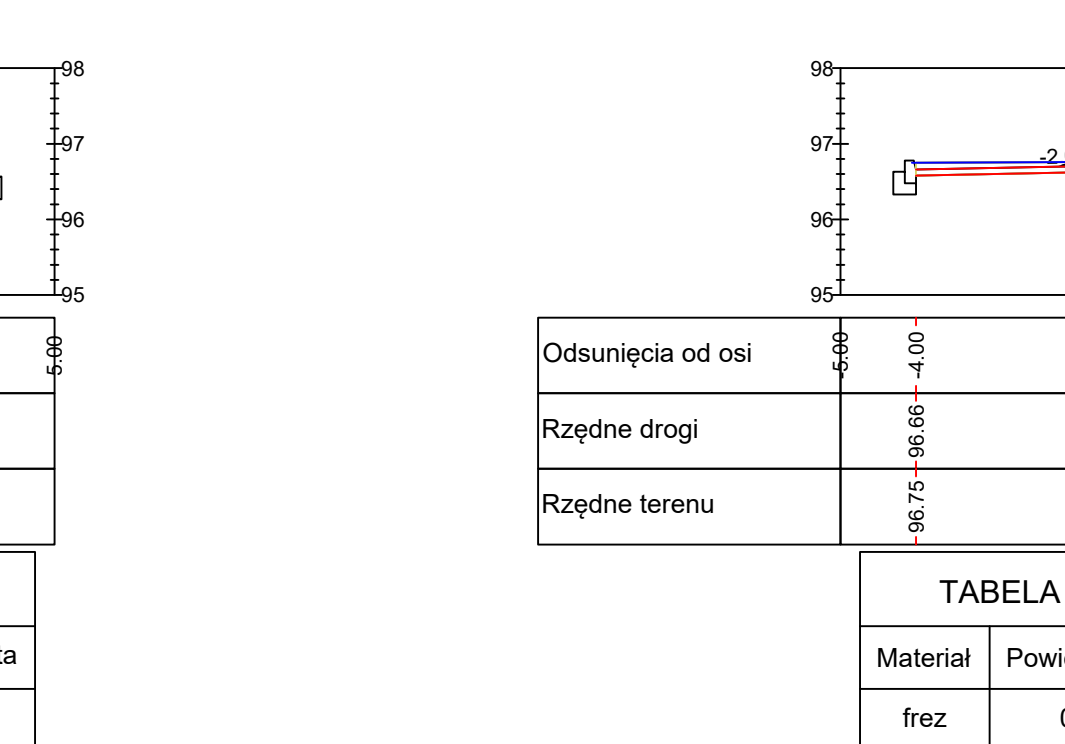 98
97
96
95
5.00
ta
98
97
96
95
Odsunięcia od osi
-5.00
-4.00
Rzędne drogi
96.66
Rzędne terenu
96.75
TABELA
Materiał
frez